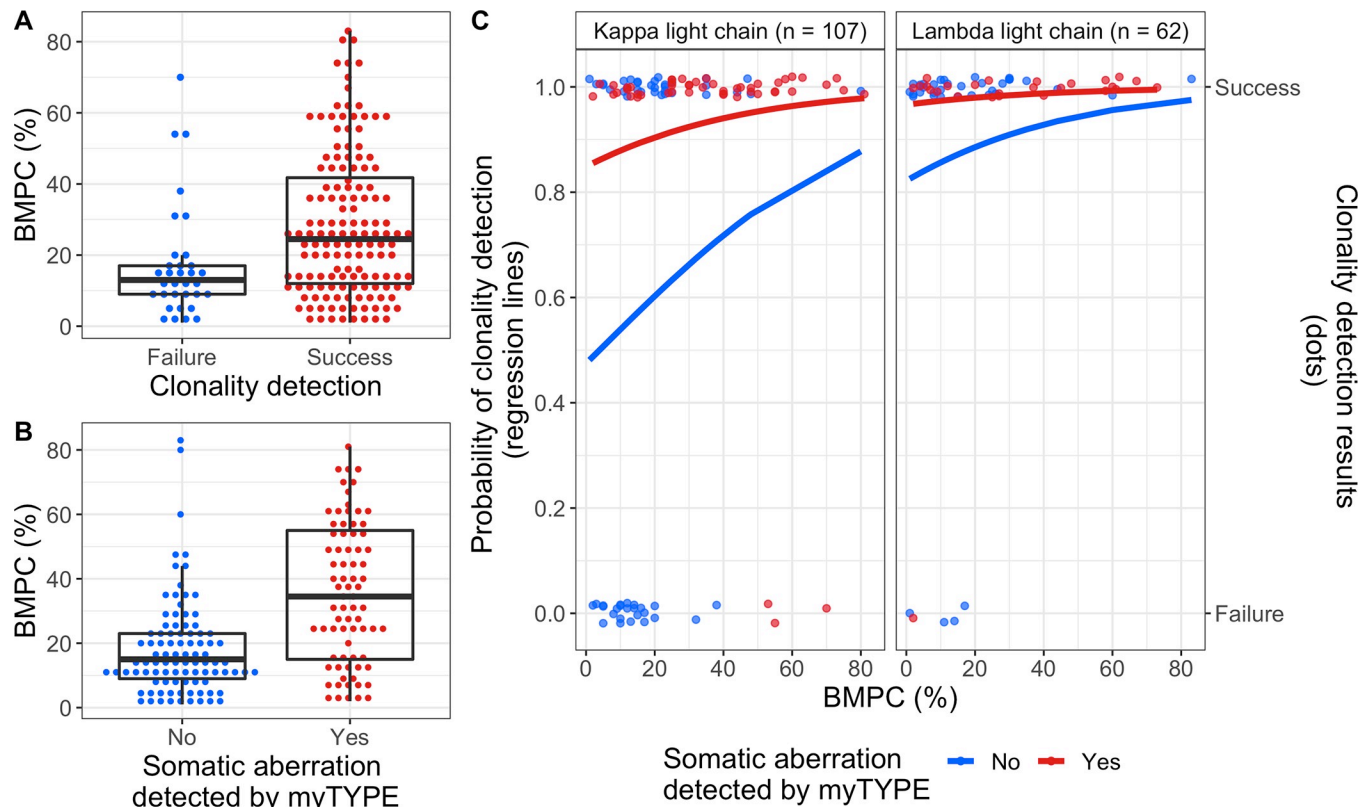 A
BMPC (%)
80
60
40
20
0
Failure
Success
Clonality detection
B
BMPC (%)
80
60
40
20
0
No
Yes
Somatic aberration
detected by myTYPE
C
Kappa light chain (n = 107)
Lambda light chain (n = 62)
Probability of clonality detection
(regression lines)
1.0
0.8
0.6
0.4
0.2
0.0
Success
Failure
Clonality detection results
(dots)
0
20
40
60
80
0
20
40
60
80
BMPC (%)
Somatic aberration
detected by myTYPE
No
Yes